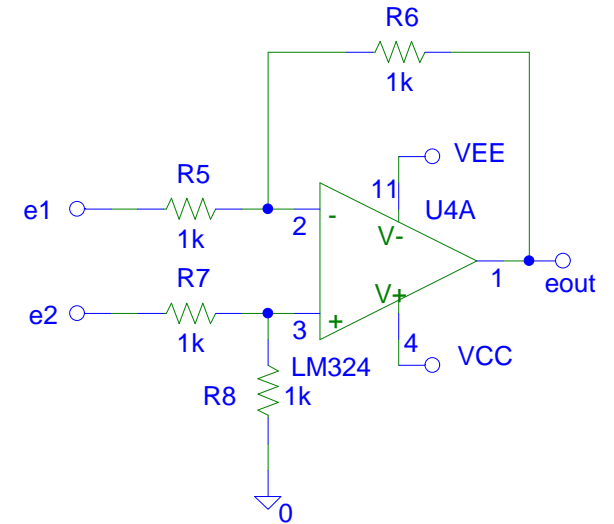 R6
1k
VEE
R5
11
U4A
e1
-
2
V-
1k
R7
1
eout
V+
e2
+
3
4
1k
LM324
VCC
R8
1k
0